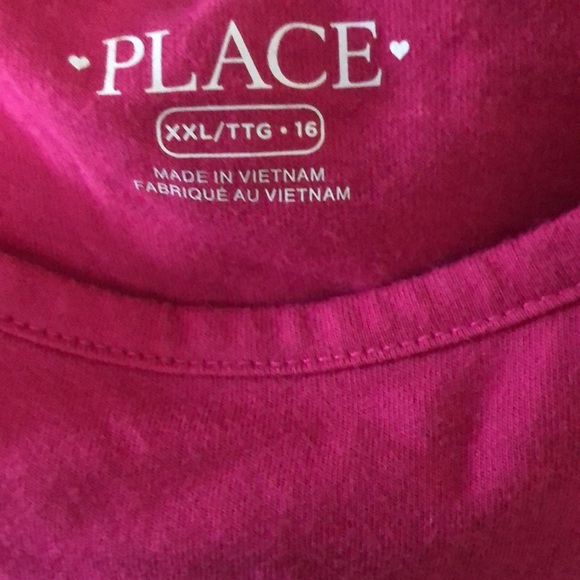 PLACE
XXL/TTG • 16
MADE IN VIETNAM
FABRIQUÉ AU VIETNAM